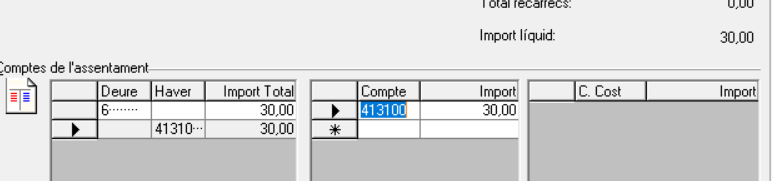 Total recàrrecs: 0,00
Import líquid: 30,00
Comptes de l'assentament
Deure Haver Import Total Compte Import C. Cost Import
6········ 30,00 413100 30,00
41310··· 30,00